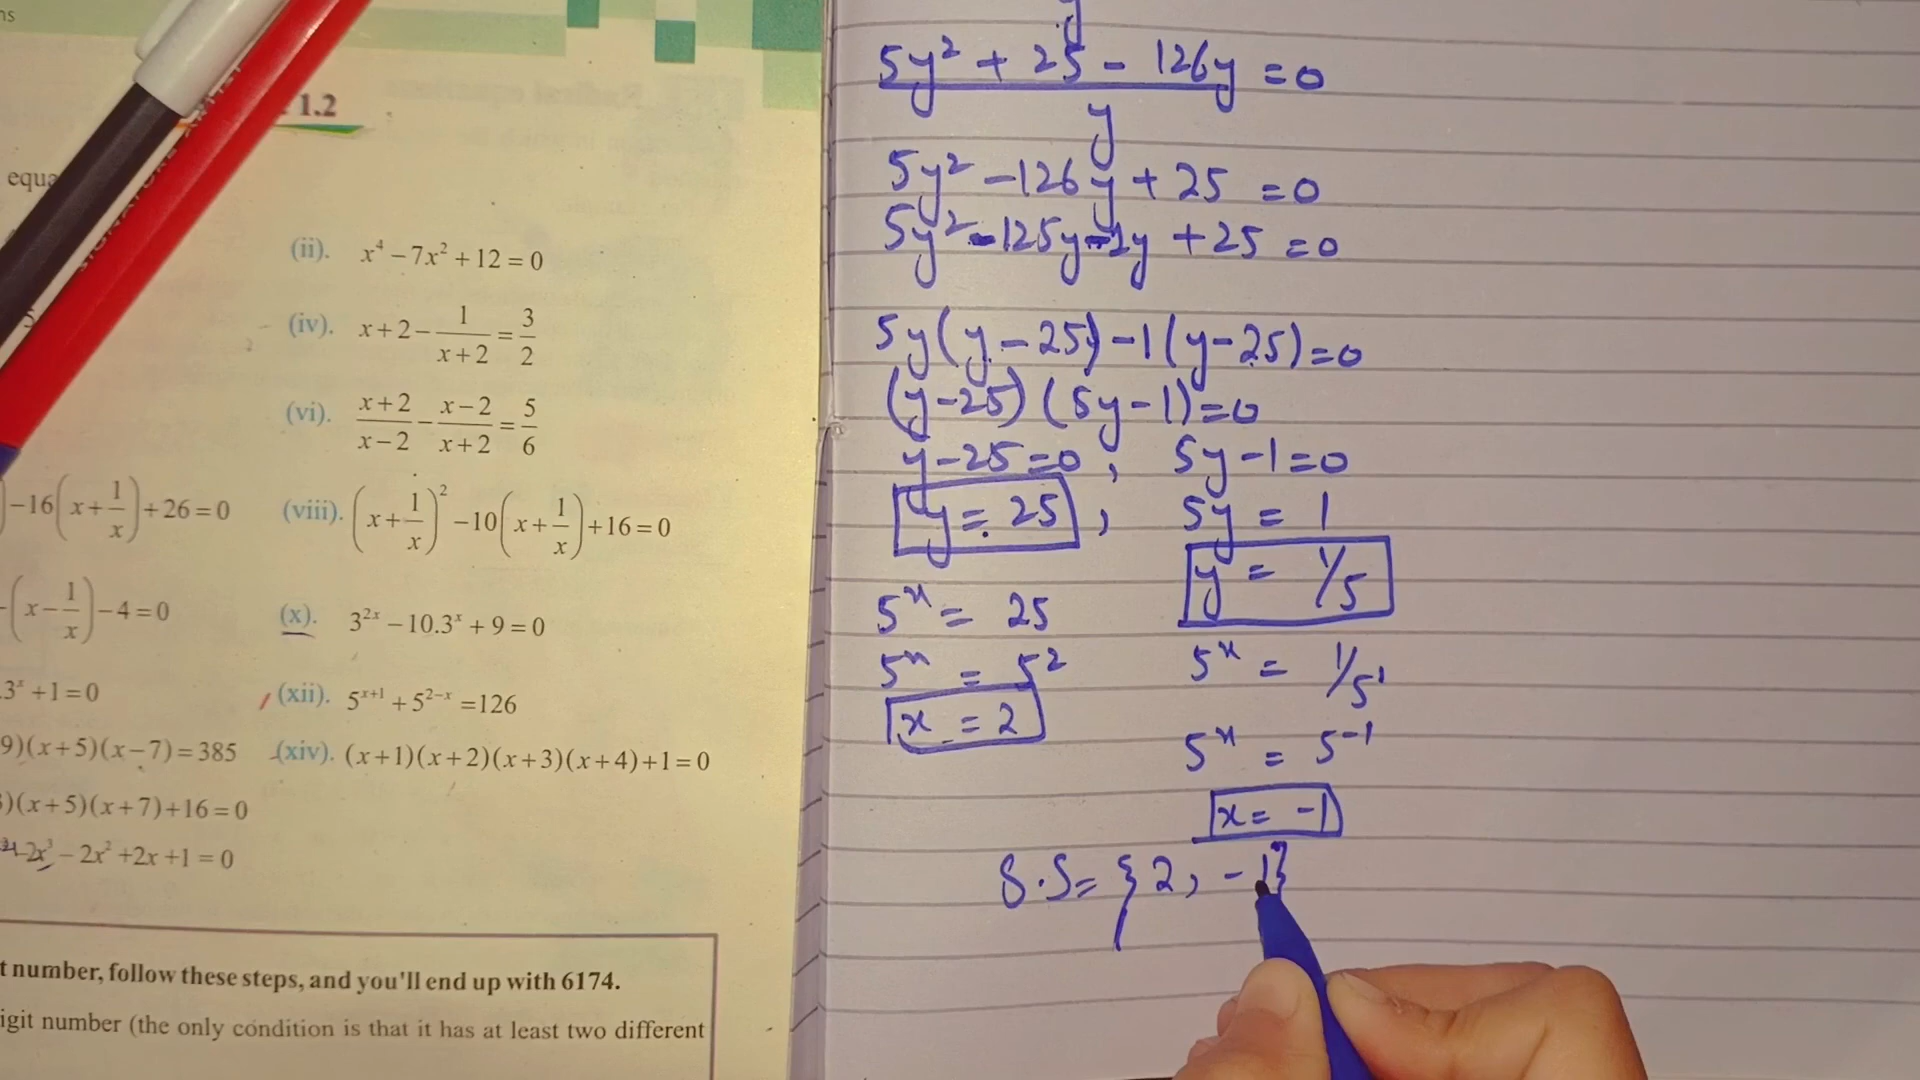 ns
1.2
equa
(ii). x⁴ − 7x² + 12 = 0
(iv). x + 2 − 1/(x+2) = 3/2
(vi). (x+2)/(x−2) − (x−2)/(x+2) = 5/6
) −16(x + 1/x) + 26 = 0
(viii). (x + 1/x)² − 10(x + 1/x) + 16 = 0
−(x − 1/x) − 4 = 0
(x). 3²ˣ − 10.3ˣ + 9 = 0
.3ˣ + 1 = 0
(xii). 5ˣ⁺¹ + 5²⁻ˣ = 126
9)(x+5)(x−7) = 385
(xiv). (x+1)(x+2)(x+3)(x+4)+1 = 0
)(x+5)(x+7)+16 = 0
2x³ − 2x² + 2x + 1 = 0
t number, follow these steps, and you'll end up with 6174.
igit number (the only condition is that it has at least two different
y
5y² + 25 − 126y = 0
y
5y² − 126y + 25 = 0
5y² − 125y − 1y + 25 = 0
5y(y − 25) − 1(y − 25) = 0
(y − 25) (5y − 1) = 0
y − 25 = 0 , 5y − 1 = 0
y = 25 , 5y = 1
y = 1/5
5ˣ = 25
5ˣ = 5² 5ˣ = 1/5¹
x = 2
5ˣ = 5⁻¹
x = −1
S.S = {2, −1}